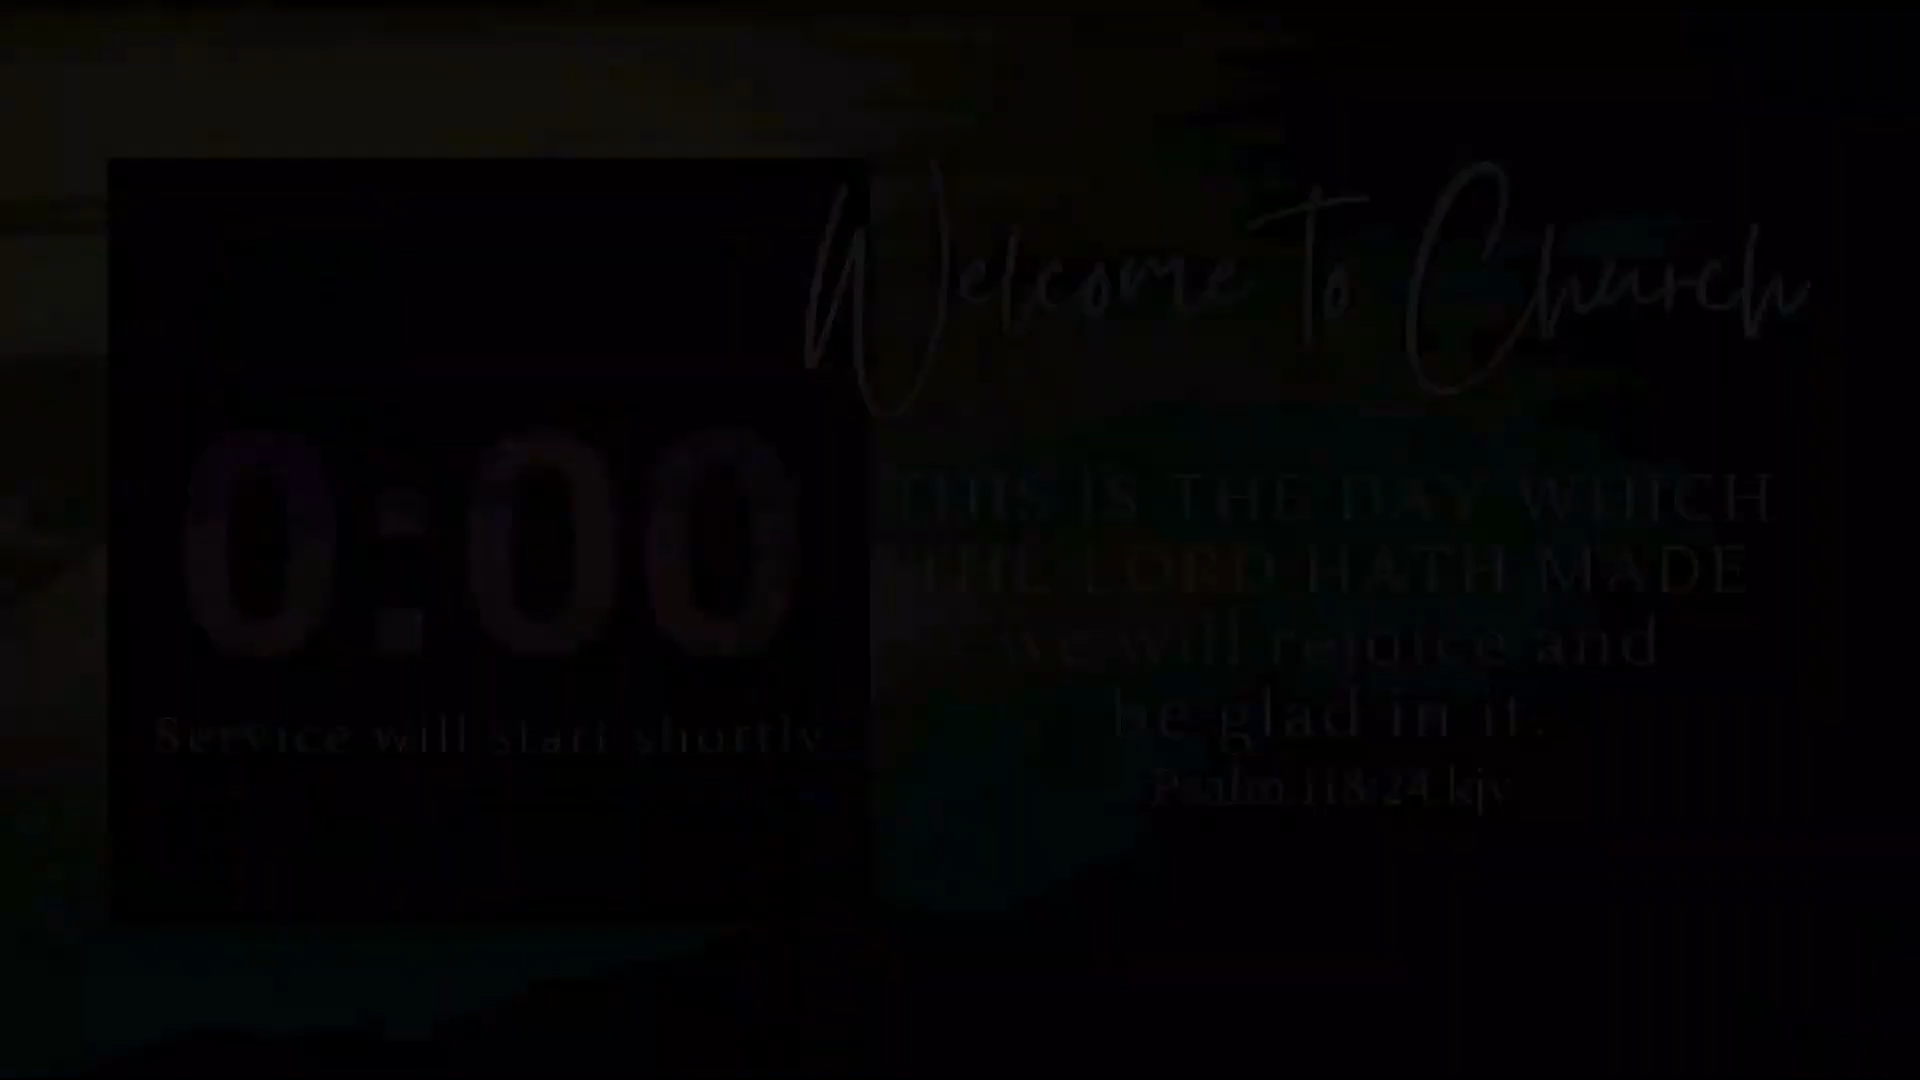 Welcome To Church
0:00
Service will start shortly
THIS IS THE DAY WHICH
THE LORD HATH MADE
we will rejoice and
be glad in it.
Psalm 118:24 kjv